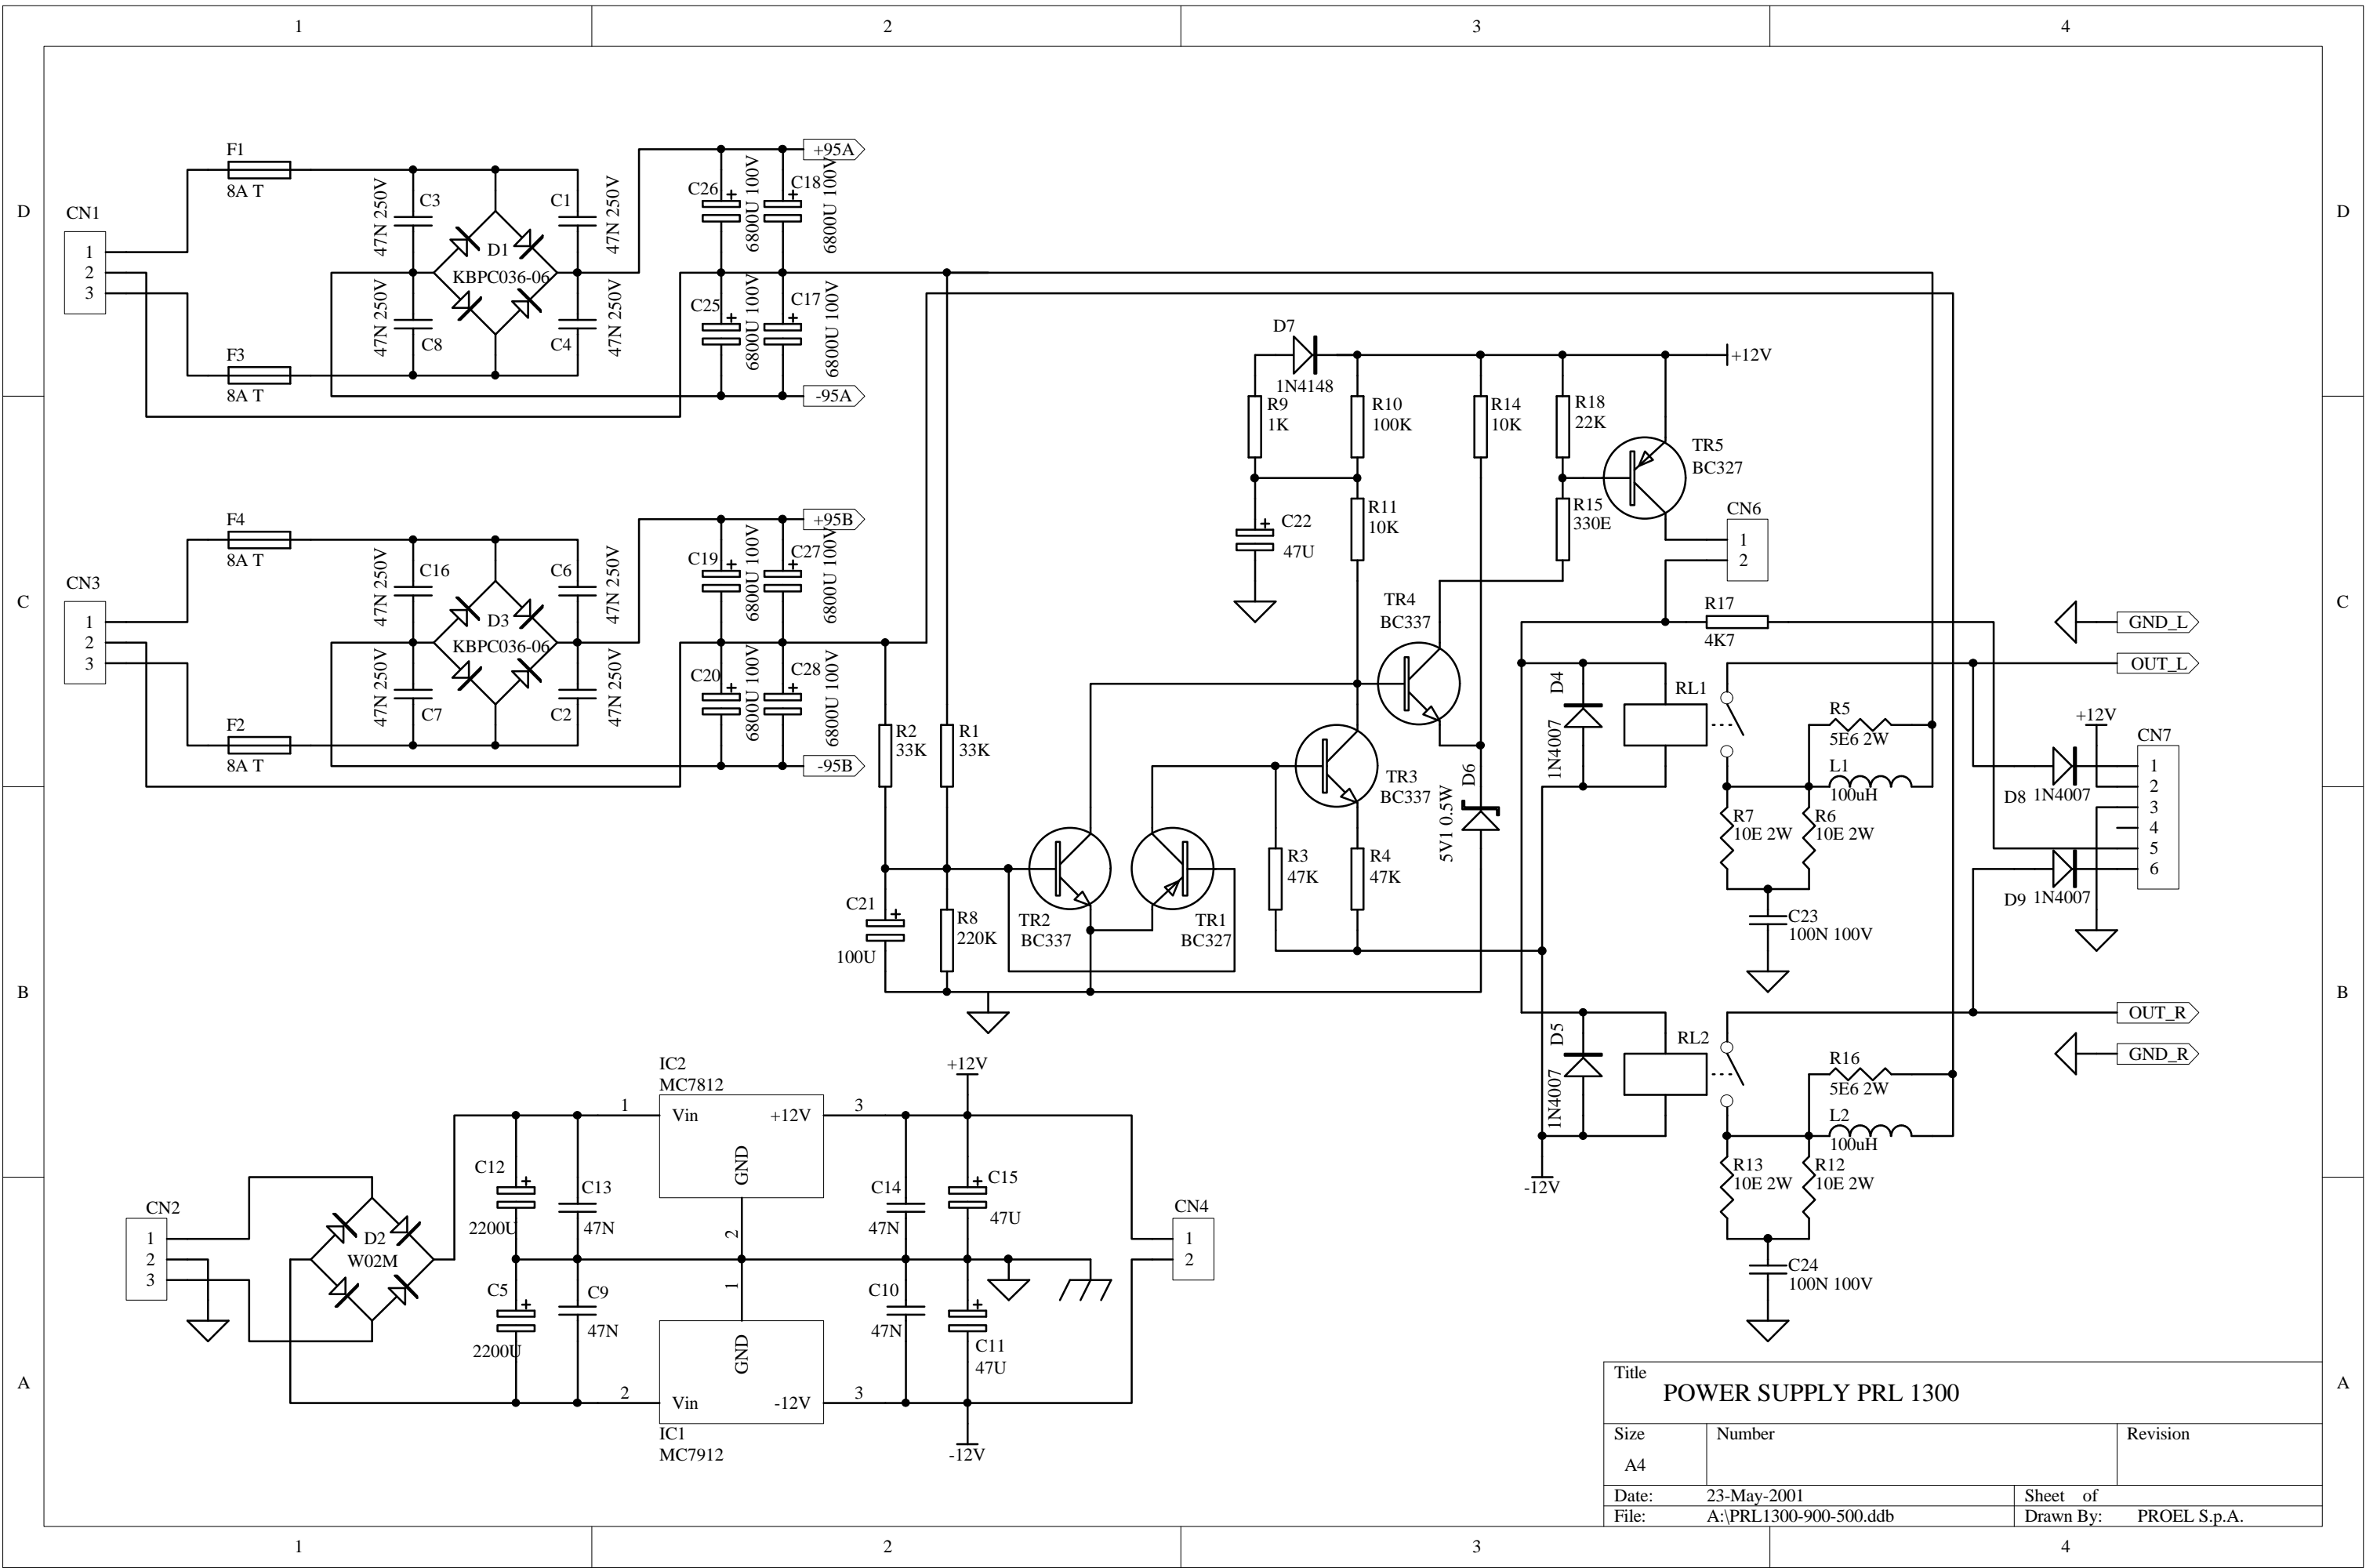 1
2
3
4
D
D
C
C
B
B
A
A
1
2
3
4
CN1
1
2
3
F1
8A T
F3
8A T
C3
47N 250V
C8
47N 250V
D1
KBPC036-06
C1
47N 250V
C4
47N 250V
C26
6800U 100V
C18
6800U 100V
C25
6800U 100V
C17
6800U 100V
+95A
-95A
CN3
1
2
3
F4
8A T
F2
8A T
C16
47N 250V
C7
47N 250V
D3
KBPC036-06
C6
47N 250V
C2
47N 250V
C19
6800U 100V
C27
6800U 100V
C20
6800U 100V
C28
6800U 100V
+95B
-95B
R2
33K
R1
33K
C21
+
100U
R8
220K
TR2
BC337
TR1
BC327
D7
1N4148
R9
1K
R10
100K
R11
10K
C22
+
47U
R14
10K
R18
22K
R15
330E
+12V
TR5
BC327
CN6
1
2
TR4
BC337
TR3
BC337
D6
5V1 0.5W
R3
47K
R4
47K
R17
4K7
D4
1N4007
RL1
R5
5E6 2W
L1
100uH
R7
10E 2W
R6
10E 2W
C23
100N 100V
GND_L
OUT_L
+12V
CN7
1
2
3
4
5
6
D8 1N4007
D9 1N4007
OUT_R
GND_R
D5
1N4007
RL2
R16
5E6 2W
L2
100uH
R13
10E 2W
R12
10E 2W
C24
100N 100V
-12V
CN2
1
2
3
D2
W02M
C12
+
2200U
C13
47N
C5
+
2200U
C9
47N
IC2
MC7812
1
Vin
+12V
3
GND
2
1
GND
2
Vin
-12V
3
IC1
MC7912
C14
47N
C10
47N
+12V
C15
+
47U
C11
+
47U
-12V
CN4
1
2
Title
POWER SUPPLY PRL 1300
Size
Number
Revision
A4
Date: 23-May-2001
Sheet of
File: A:\PRL1300-900-500.ddb
Drawn By: PROEL S.p.A.